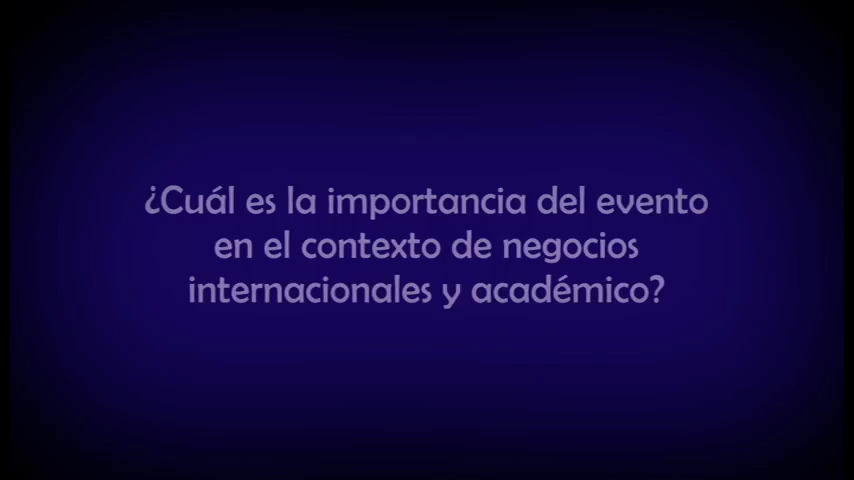 ¿Cuál es la importancia del evento
en el contexto de negocios
internacionales y académico?